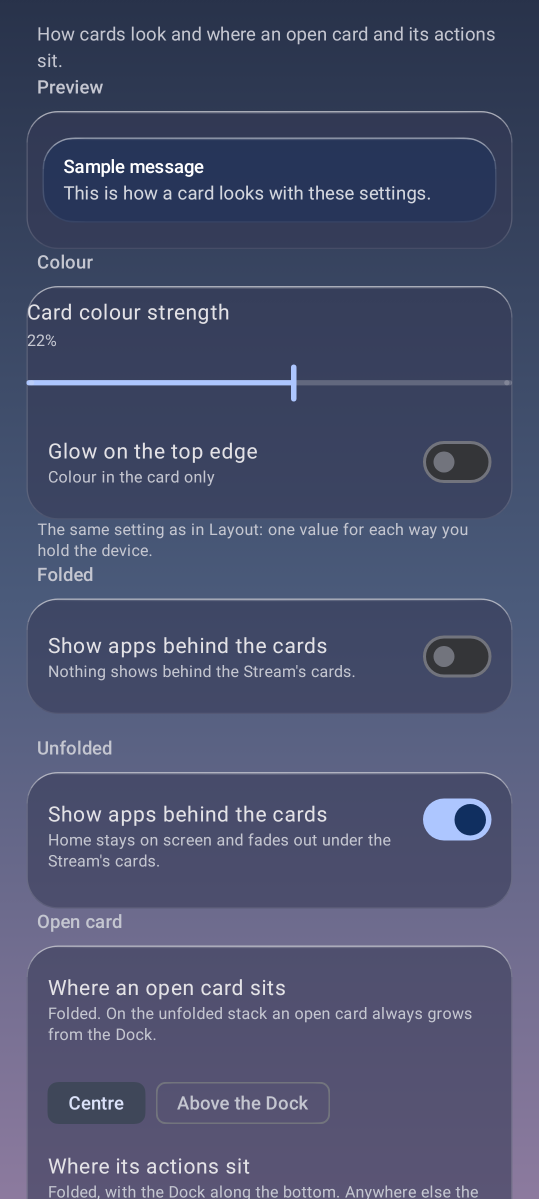 How cards look and where an open card and its actions
sit.
Preview
Sample message
This is how a card looks with these settings.
Colour
Card colour strength
22%
Glow on the top edge
Colour in the card only
The same setting as in Layout: one value for each way you
hold the device.
Folded
Show apps behind the cards
Nothing shows behind the Stream's cards.
Unfolded
Show apps behind the cards
Home stays on screen and fades out under the
Stream's cards.
Open card
Where an open card sits
Folded. On the unfolded stack an open card always grows
from the Dock.
Centre
Above the Dock
Where its actions sit
Folded, with the Dock along the bottom. Anywhere else the